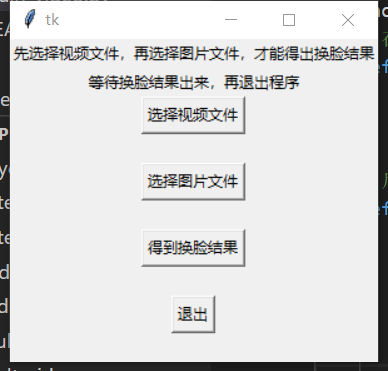 tk
先选择视频文件，再选择图片文件，才能得出换脸结果
等待换脸结果出来，再退出程序
选择视频文件
选择图片文件
得到换脸结果
退出